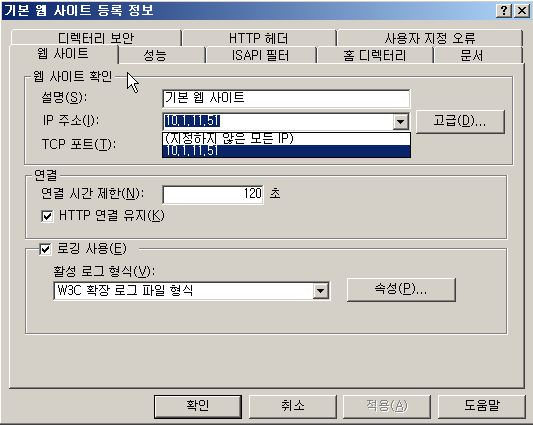 기본 웹 사이트 등록 정보
디렉터리 보안 HTTP 헤더 사용자 지정 오류
웹 사이트 성능 ISAPI 필터 홈 디렉터리 문서
웹 사이트 확인
설명(S): 기본 웹 사이트
IP 주소(I): 10.1.11.51 고급(D)...
(지정하지 않은 모든 IP)
TCP 포트(T): 10.1.11.51
연결
연결 시간 제한(N): 120 초
HTTP 연결 유지(K)
로깅 사용(E)
활성 로그 형식(V):
W3C 확장 로그 파일 형식 속성(P)...
확인 취소 적용(A) 도움말